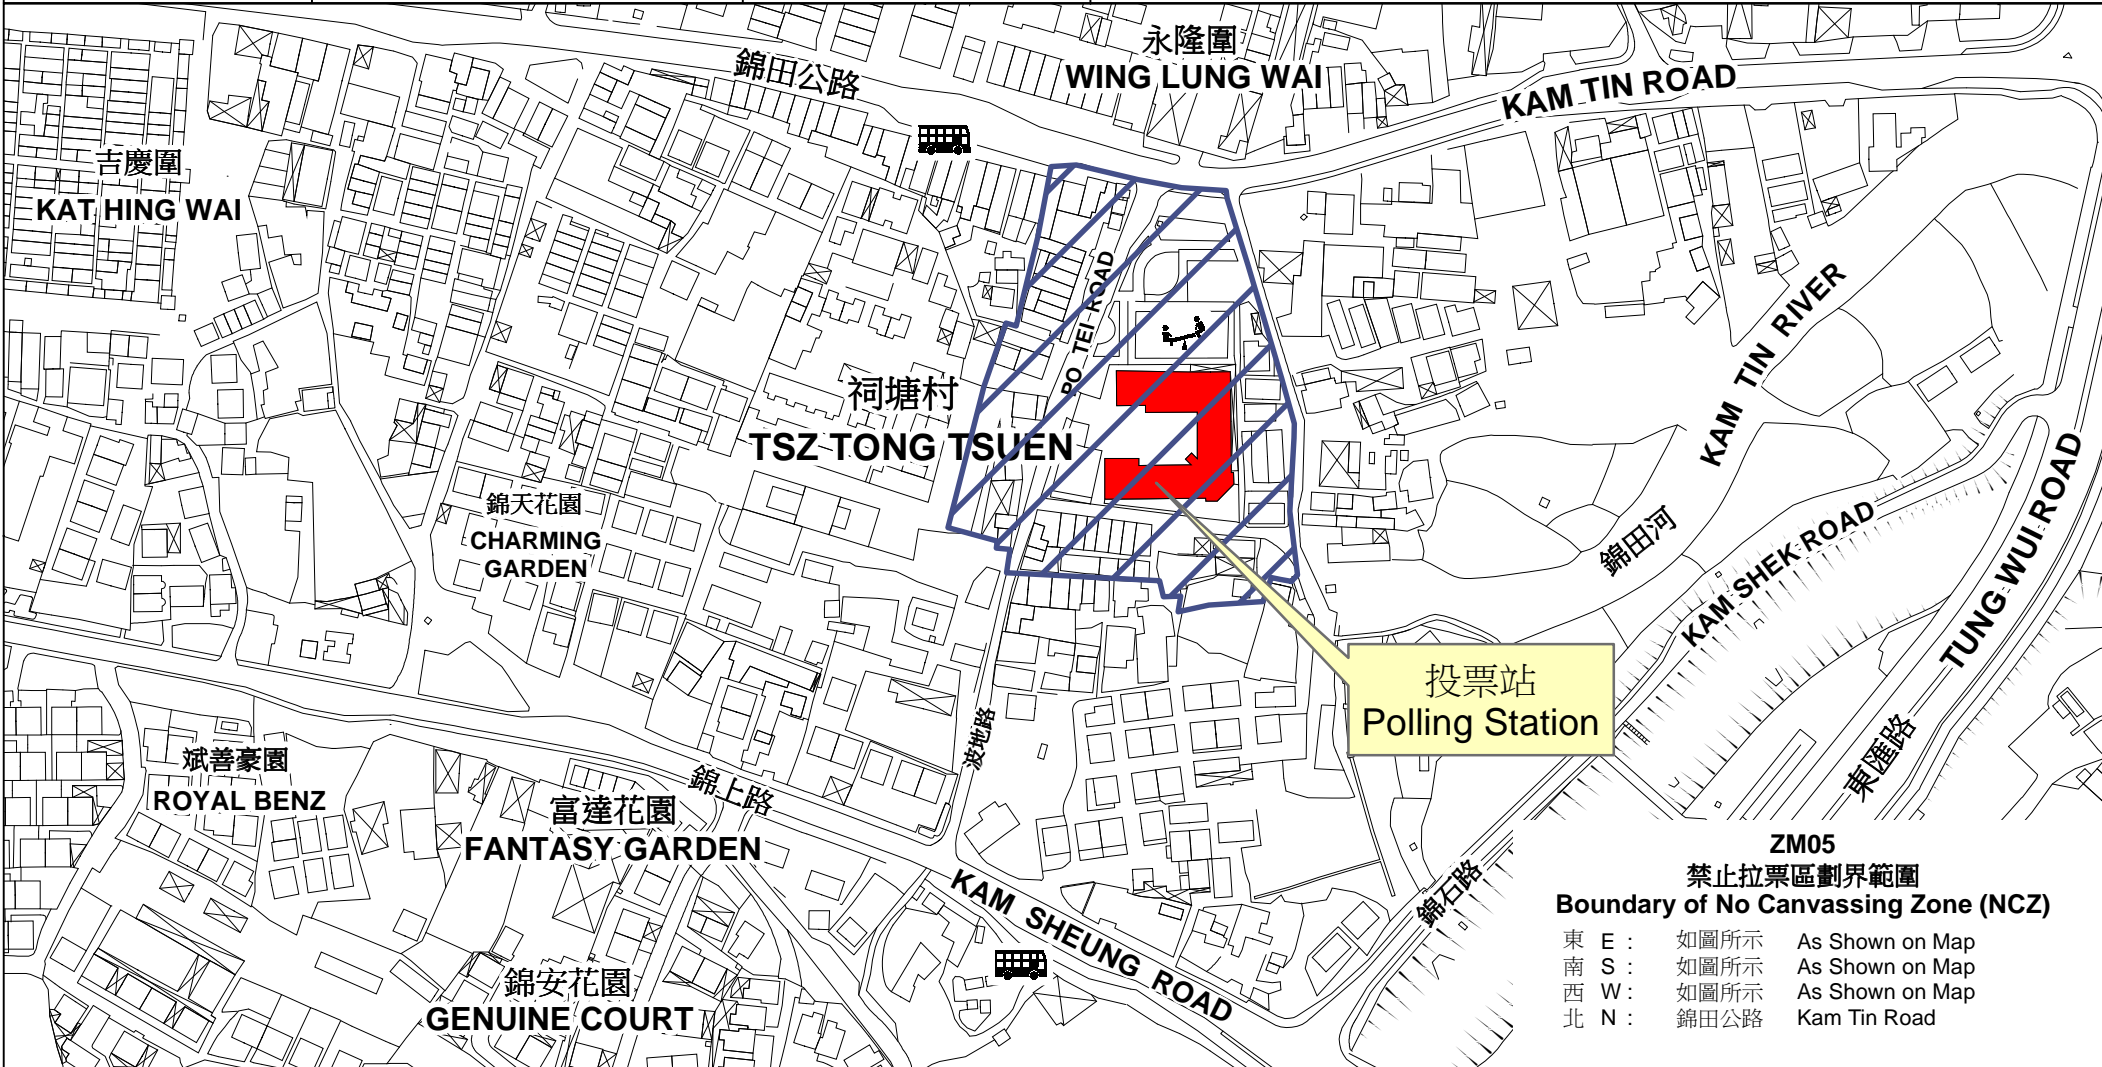 永隆圍
WING LUNG WAI
錦田公路
KAM TIN ROAD
吉慶圍
KAT HING WAI
PO TEI ROAD
KAM TIN RIVER
祠塘村
TSZ TONG TSUEN
錦天花園
CHARMING
GARDEN
錦田河
KAM SHEK ROAD
TUNG WUI ROAD
投票站
Polling Station
波地路
東匯路
斌善豪園
ROYAL BENZ
錦上路
富達花園
FANTASY GARDEN
KAM SHEUNG ROAD
錦石路
錦安花園
GENUINE COURT
ZM05
禁止拉票區劃界範圍
Boundary of No Canvassing Zone (NCZ)
東 E : 如圖所示 As Shown on Map
南 S : 如圖所示 As Shown on Map
西 W : 如圖所示 As Shown on Map
北 N : 錦田公路 Kam Tin Road